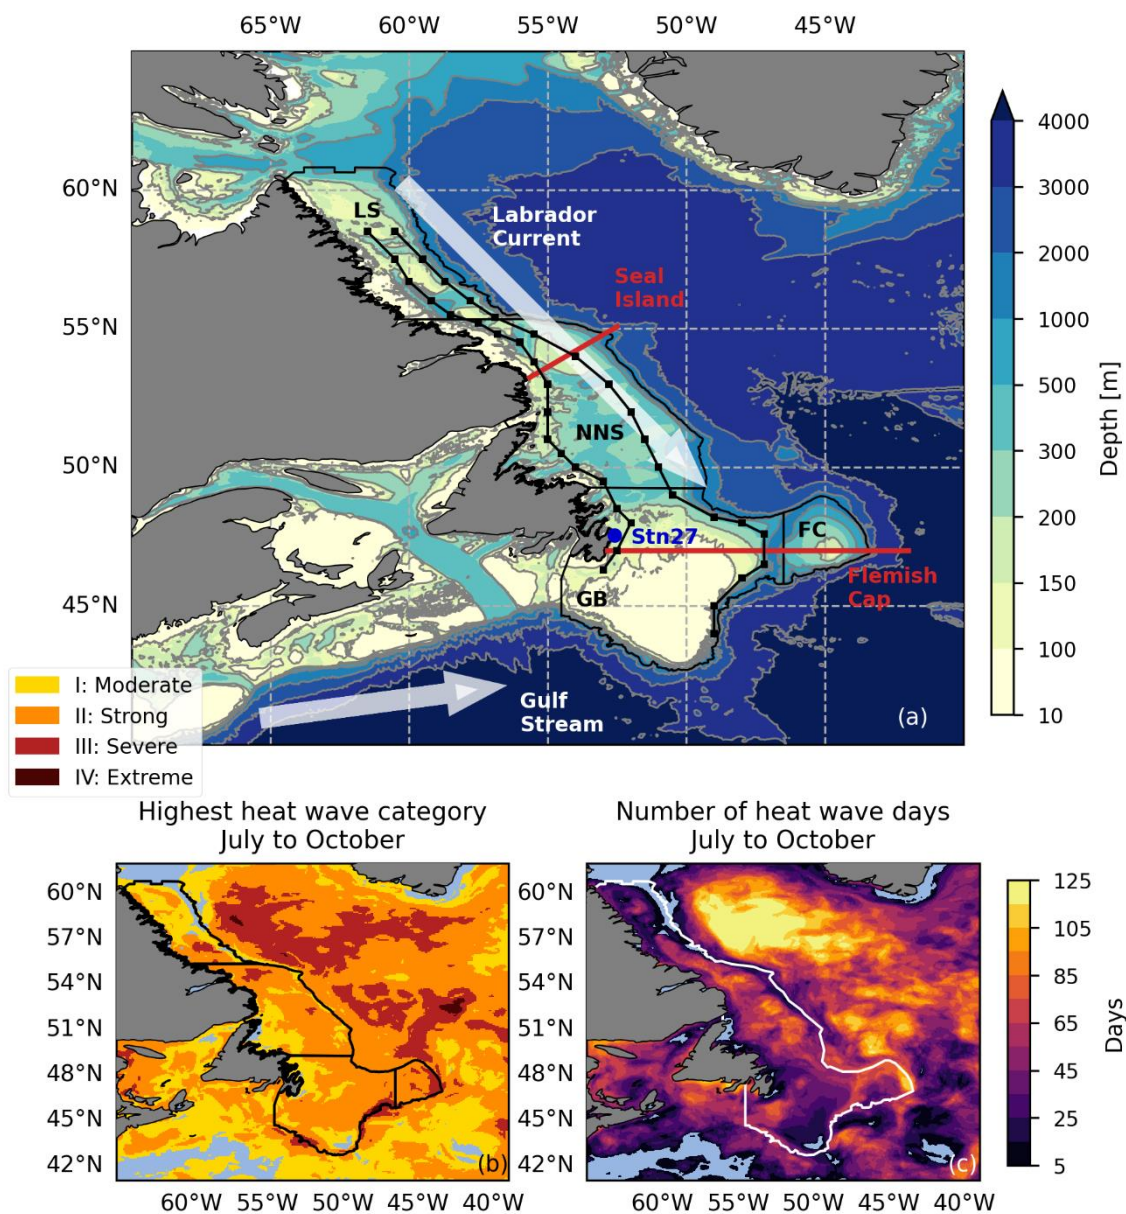 65°W 60°W 55°W 50°W 45°W
60°N
55°N
50°N
45°N
LS
Labrador
Current
Seal
Island
NNS
Stn27
FC
GB
Flemish
Cap
Gulf
Stream
(a)
4000
3000
2000
1000
500
300
200
150
100
10
Depth [m]
I: Moderate
II: Strong
III: Severe
IV: Extreme
Highest heat wave category
July to October
60°N
57°N
54°N
51°N
48°N
45°N
42°N
(b)
60°W 55°W 50°W 45°W 40°W
Number of heat wave days
July to October
60°N
57°N
54°N
51°N
48°N
45°N
42°N
(c)
60°W 55°W 50°W 45°W 40°W
125
105
85
65
45
25
5
Days